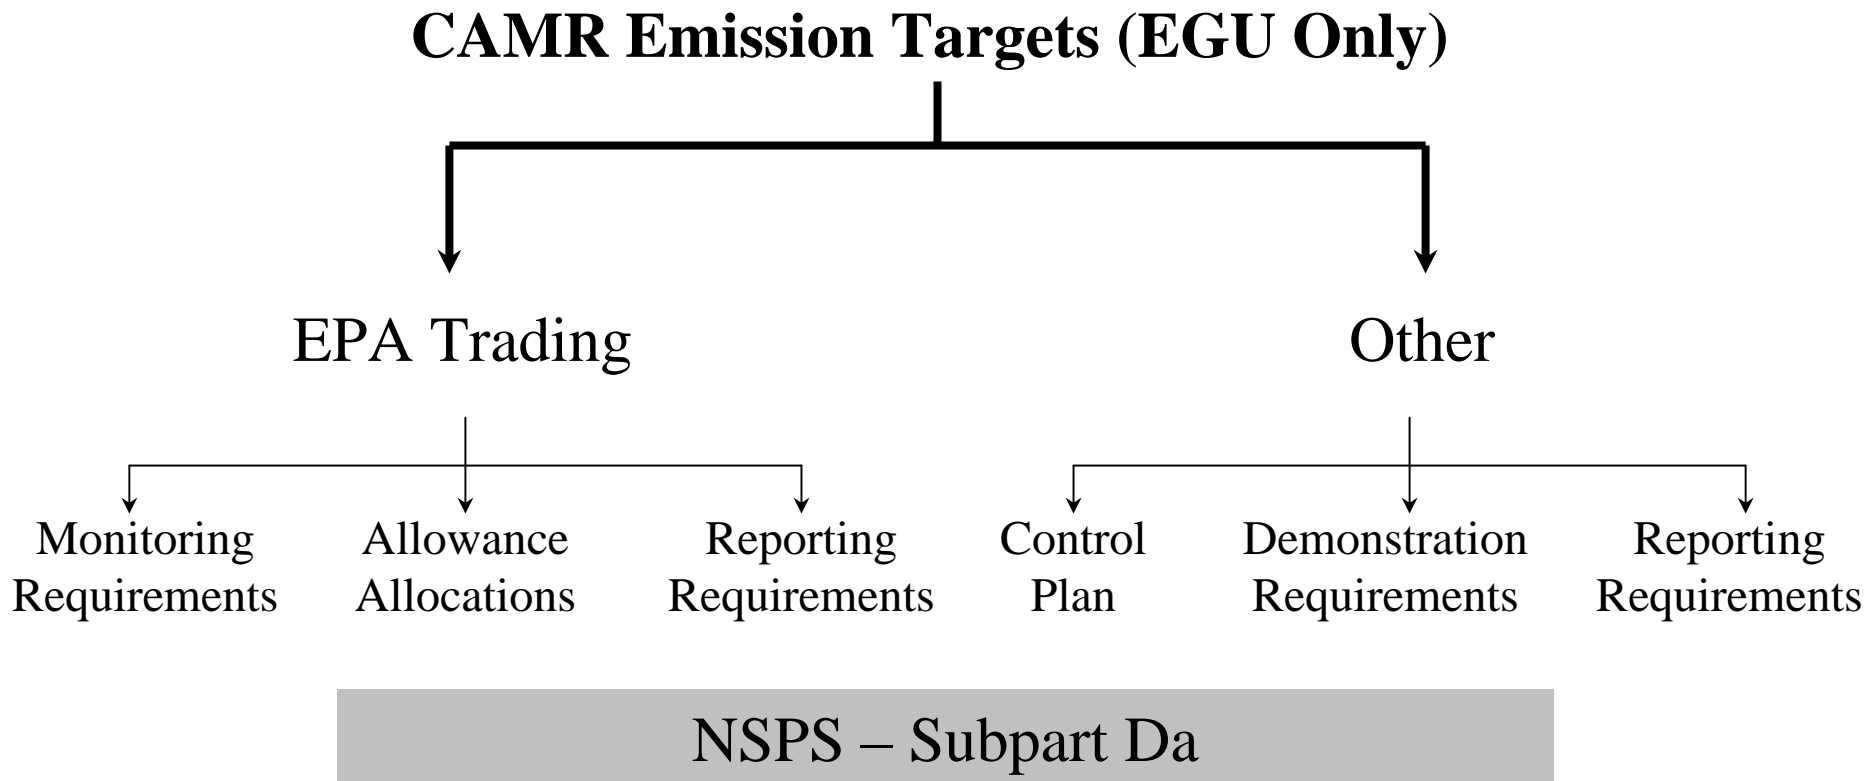 CAMR Emission Targets (EGU Only)
EPA Trading
Other
Monitoring
Requirements
Allowance
Allocations
Reporting
Requirements
Control
Plan
Demonstration
Requirements
Reporting
Requirements
NSPS – Subpart Da